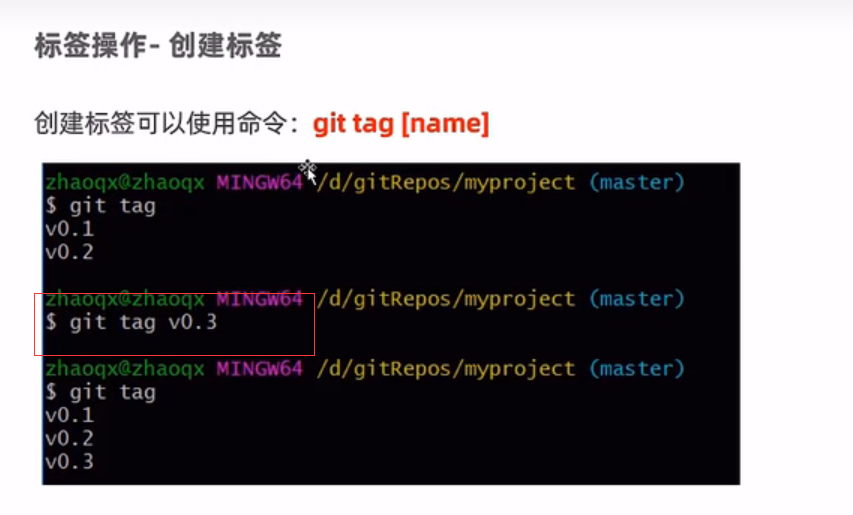 标签操作- 创建标签
创建标签可以使用命令：git tag [name]
zhaoqx@zhaoqx MINGW64 /d/gitRepos/myproject (master)
$ git tag
v0.1
v0.2
zhaoqx@zhaoqx MINGW64 /d/gitRepos/myproject (master)
$ git tag v0.3
zhaoqx@zhaoqx MINGW64 /d/gitRepos/myproject (master)
$ git tag
v0.1
v0.2
v0.3